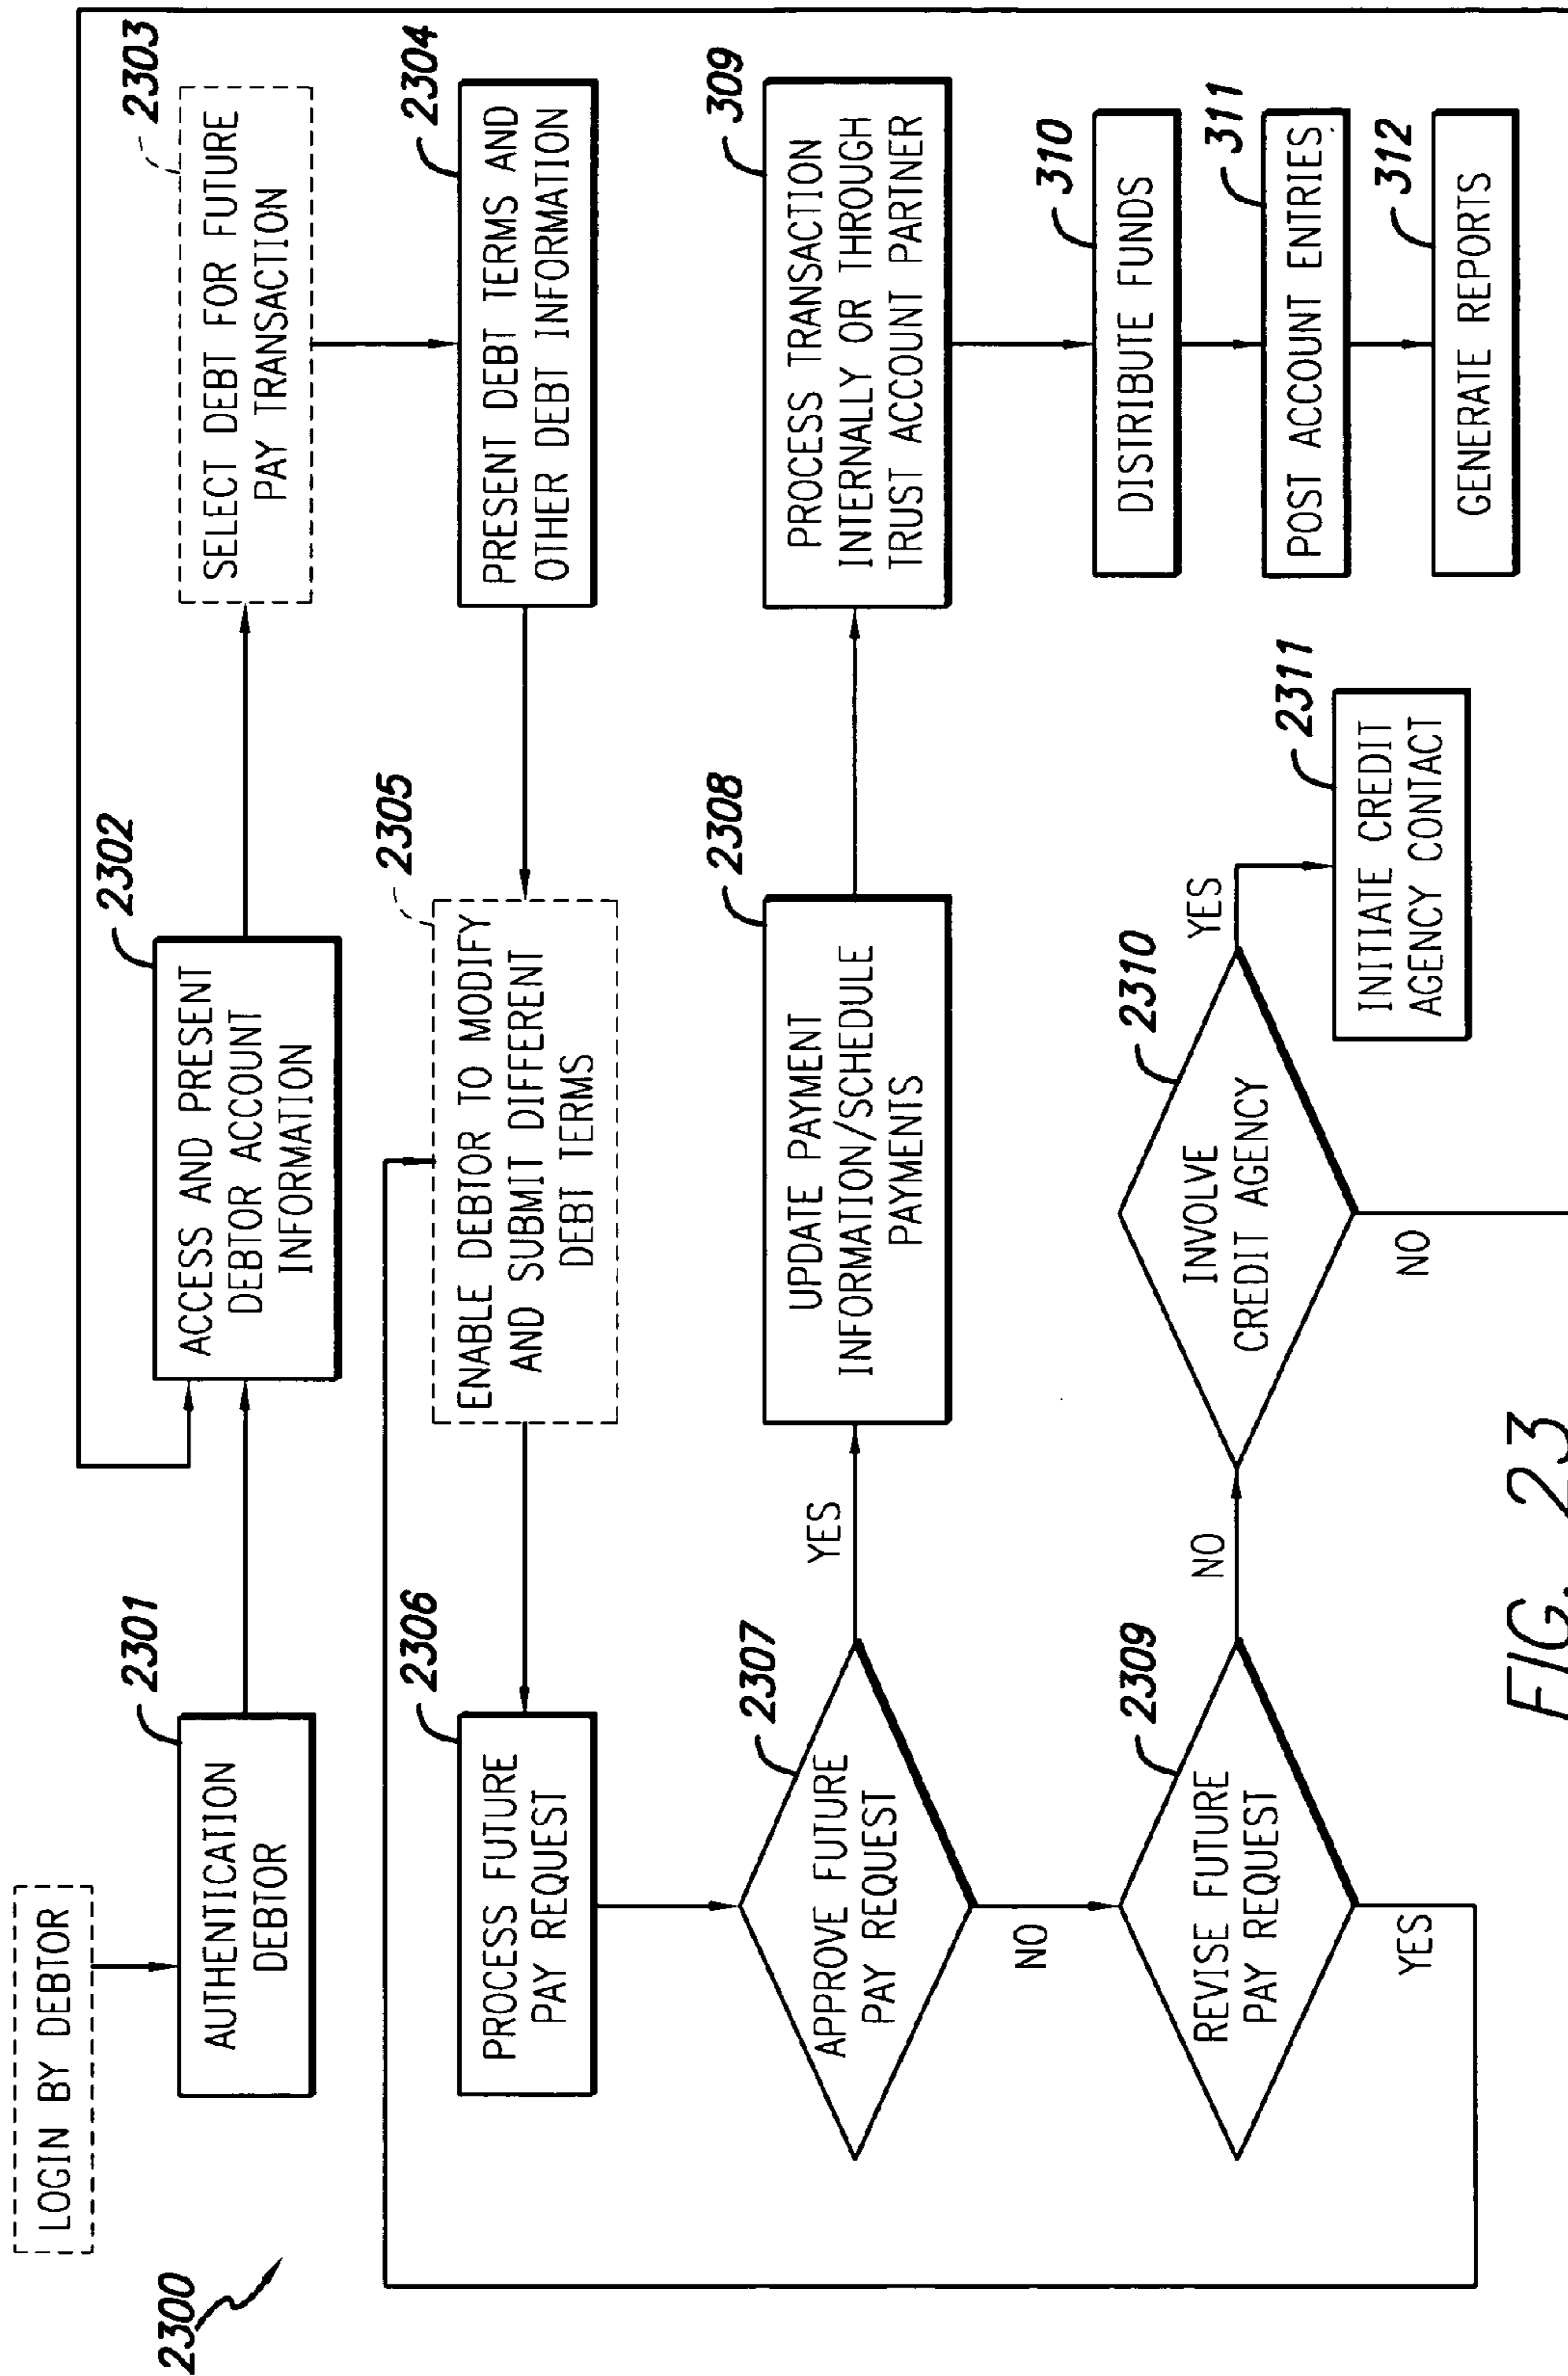 2300
LOGIN BY DEBTOR
2301
AUTHENTICATION
DEBTOR
2302
ACCESS AND PRESENT
DEBTOR ACCOUNT
INFORMATION
2303
SELECT DEBT FOR FUTURE
PAY TRANSACTION
2304
PRESENT DEBT TERMS AND
OTHER DEBT INFORMATION
2305
ENABLE DEBTOR TO MODIFY
AND SUBMIT DIFFERENT
DEBT TERMS
2306
PROCESS FUTURE
PAY REQUEST
2307
APPROVE FUTURE
PAY REQUEST
YES
NO
2308
UPDATE PAYMENT
INFORMATION/SCHEDULE
PAYMENTS
309
PROCESS TRANSACTION
INTERNALLY OR THROUGH
TRUST ACCOUNT PARTNER
310
DISTRIBUTE FUNDS
311
POST ACCOUNT ENTRIES
312
GENERATE REPORTS
2309
REVISE FUTURE
PAY REQUEST
NO
YES
2310
INVOLVE
CREDIT AGENCY
YES
NO
2311
INITIATE CREDIT
AGENCY CONTACT
FIG. 23